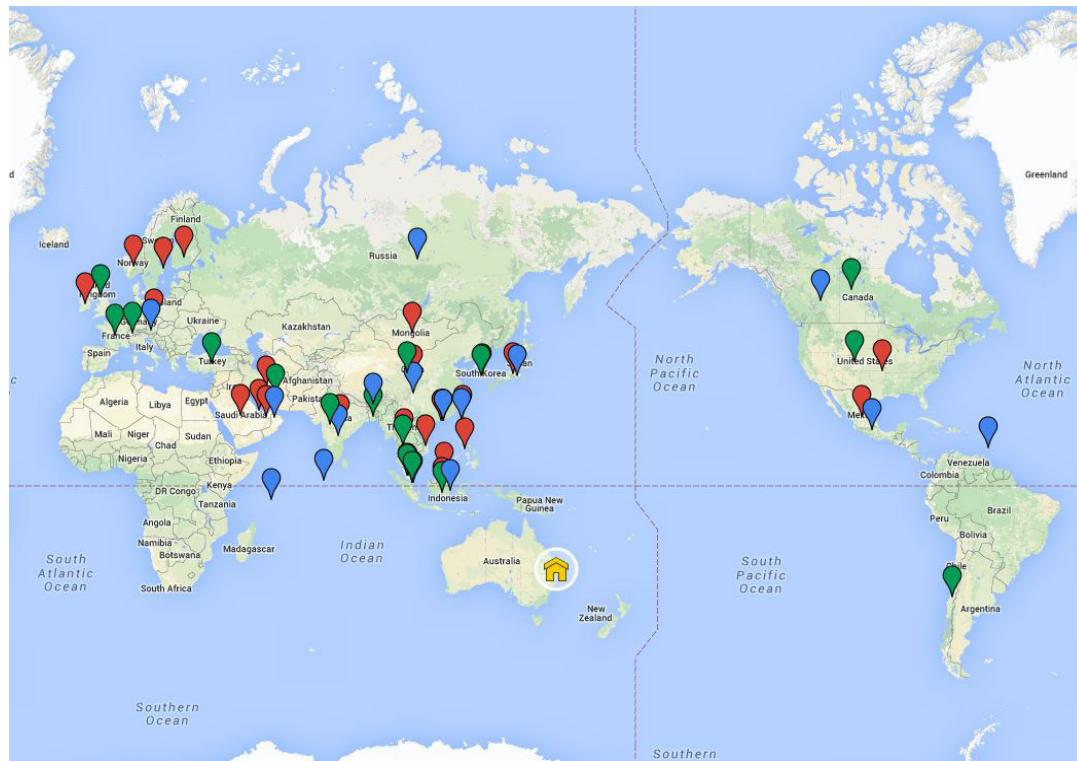 Greenland
d
Finland
Iceland
Norway
Russia
Canada
Ukraine
Kazakhstan
Mongolia
France
Italy
Spain
Turkey
South Korea
United States
North
Pacific
Ocean
North
Atlantic
Ocean
c
Afghanistan
Algeria
Libya
Egypt
Saudi Arabia
Mali
Niger
Chad
Sudan
Nigeria
Ethiopia
Venezuela
Colombia
DR Congo
Kenya
Tanzania
Indonesia
Papua New
Guinea
Peru
Brazil
Angola
Bolivia
Namibia
Botswana
Madagascar
Indian
Ocean
Australia
South
Atlantic
Ocean
South
Pacific
Ocean
Chile
South Africa
New
Zealand
Argentina
Southern
Ocean
Southern